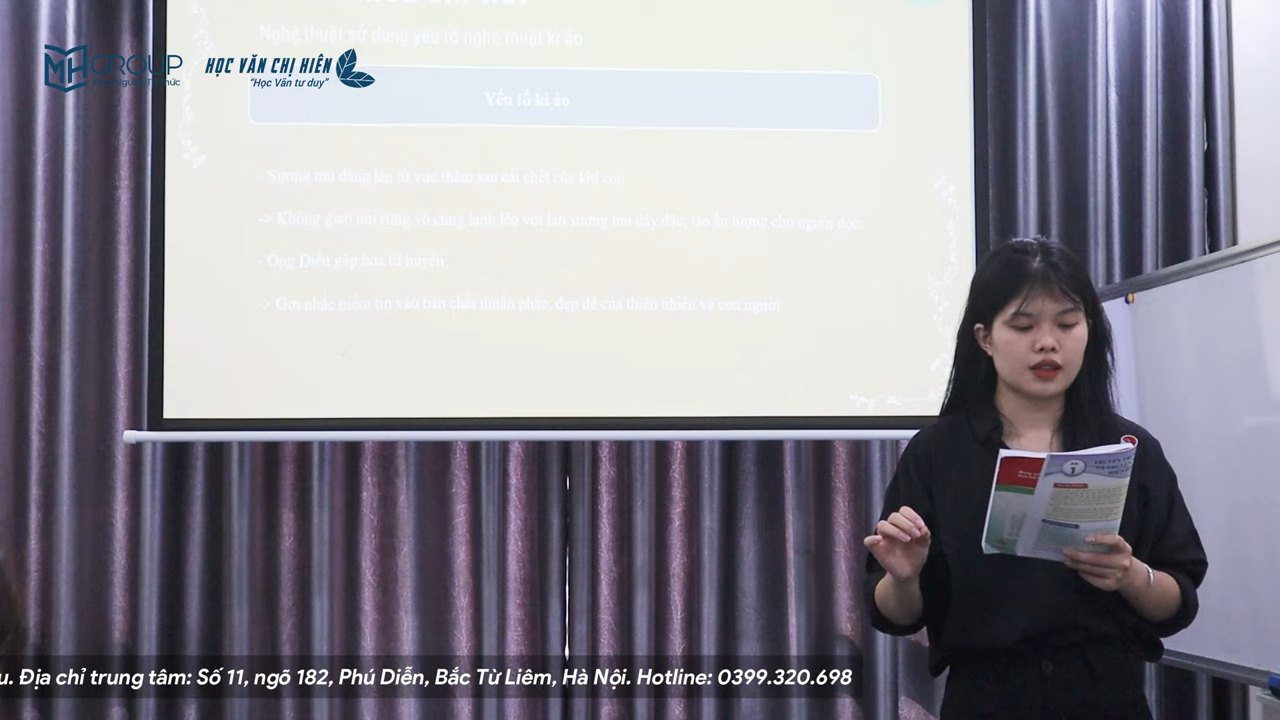 Nghệ thuật sử dụng yếu tố nghệ thuật kì ảo
MH GROUP
HỌC VĂN CHỊ HIÊN
"Học Văn tư duy"
Yếu tố kì ảo
- Sương mù dâng lên từ vực thẳm sau cái chết của khỉ con
-> Không gian núi rừng vô cùng lạnh lẽo với làn sương mù dày đặc, tạo ấn tượng cho người đọc.
- Ông Diểu gặp hoa tử huyền
-> Gợi nhắc niềm tin vào bản chất thuần phác, đẹp đẽ của thiên nhiên và con người
1
u. Địa chỉ trung tâm: Số 11, ngõ 182, Phú Diễn, Bắc Từ Liêm, Hà Nội. Hotline: 0399.320.698